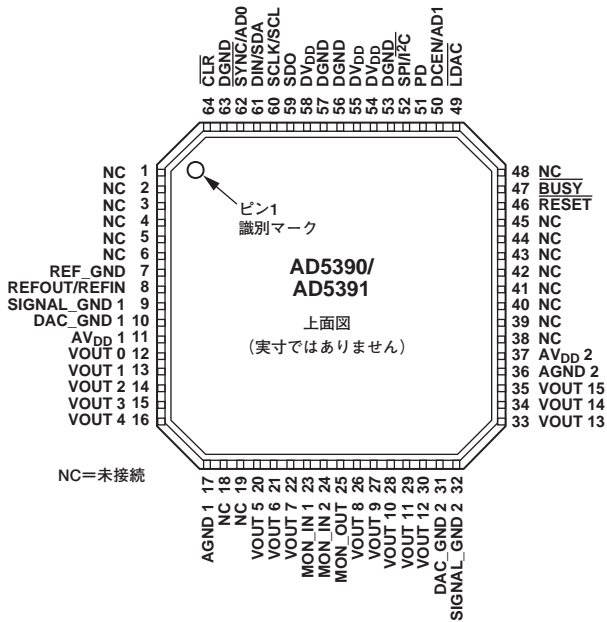 64 CLR
63 DGND
62 SYNC/AD0
61 DIN/SDA
60 SCLK/SCL
59 SDO
58 DVDD
57 DGND
56 DGND
55 DVDD
54 DVDD
53 DGND
52 SPI/I2C
51 PD
50 DCEN/AD1
49 LDAC
NC 1
NC 2
NC 3
NC 4
NC 5
NC 6
REF_GND 7
REFOUT/REFIN 8
SIGNAL_GND 1 9
DAC_GND 1 10
AVDD 1 11
VOUT 0 12
VOUT 1 13
VOUT 2 14
VOUT 3 15
VOUT 4 16
ピン1
識別マーク
AD5390/
AD5391
上面図
（実寸ではありません）
48 NC
47 BUSY
46 RESET
45 NC
44 NC
43 NC
42 NC
41 NC
40 NC
39 NC
38 NC
37 AVDD 2
36 AGND 2
35 VOUT 15
34 VOUT 14
33 VOUT 13
NC＝未接続
AGND 1 17
NC 18
NC 19
VOUT 5 20
VOUT 6 21
VOUT 7 22
MON_IN 1 23
MON_IN 2 24
MON_OUT 25
VOUT 8 26
VOUT 9 27
VOUT 10 28
VOUT 11 29
VOUT 12 30
DAC_GND 2 31
SIGNAL_GND 2 32